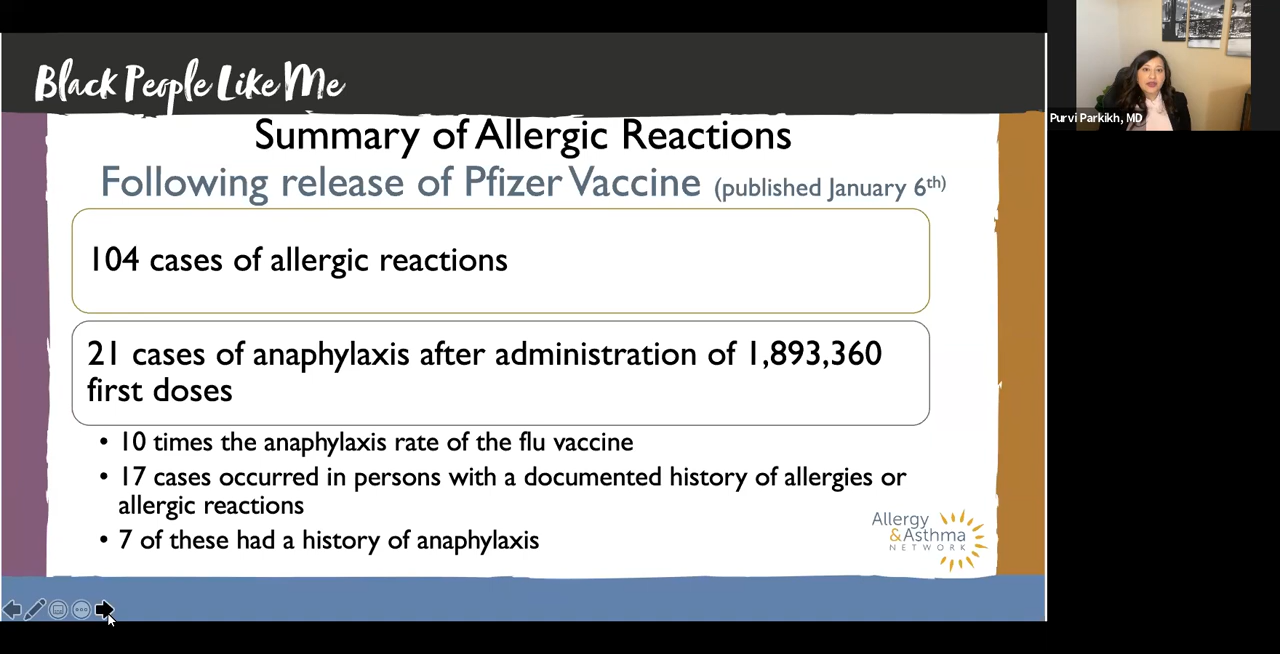 Black People Like Me
Summary of Allergic Reactions
Following release of Pfizer Vaccine (published January 6th)
104 cases of allergic reactions
21 cases of anaphylaxis after administration of 1,893,360
first doses
• 10 times the anaphylaxis rate of the flu vaccine
• 17 cases occurred in persons with a documented history of allergies or
allergic reactions
• 7 of these had a history of anaphylaxis
Allergy
&Asthma
NETWORK
Purvi Parkikh, MD